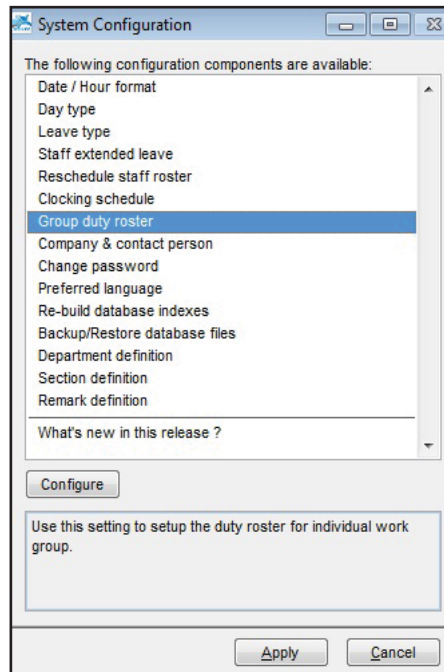 System Configuration
The following configuration components are available:
Date / Hour format
Day type
Leave type
Staff extended leave
Reschedule staff roster
Clocking schedule
Group duty roster
Company & contact person
Change password
Preferred language
Re-build database indexes
Backup/Restore database files
Department definition
Section definition
Remark definition
What's new in this release ?
Configure
Use this setting to setup the duty roster for individual work
group.
Apply
Cancel